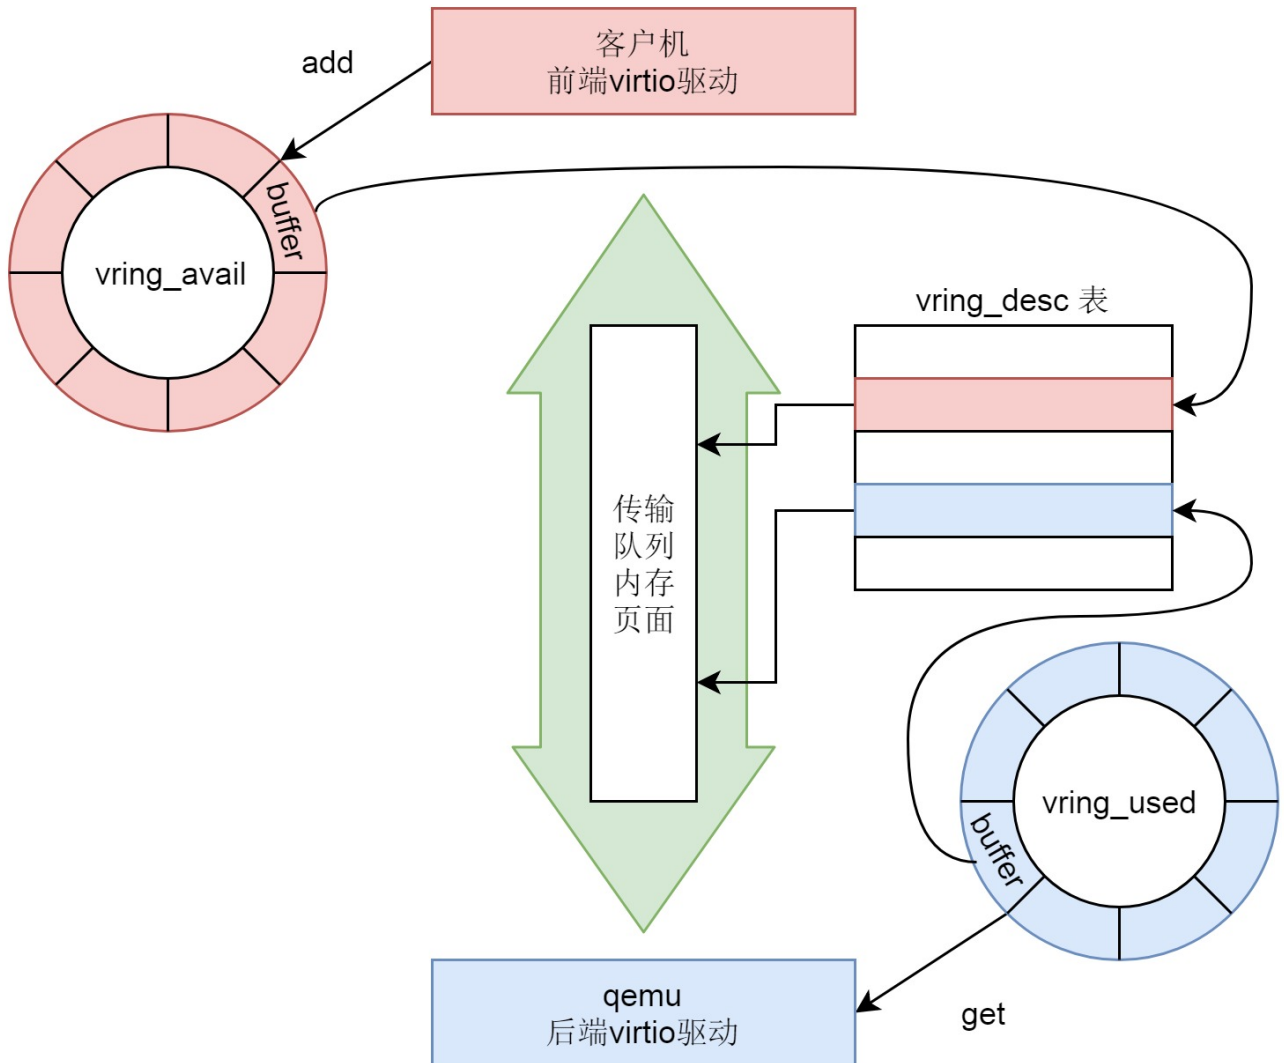 客户机
前端virtio驱动
add
buffer
vring_avail
vring_desc 表
传输
队列
内存
页面
vring_used
buffer
qemu
后端virtio驱动
get